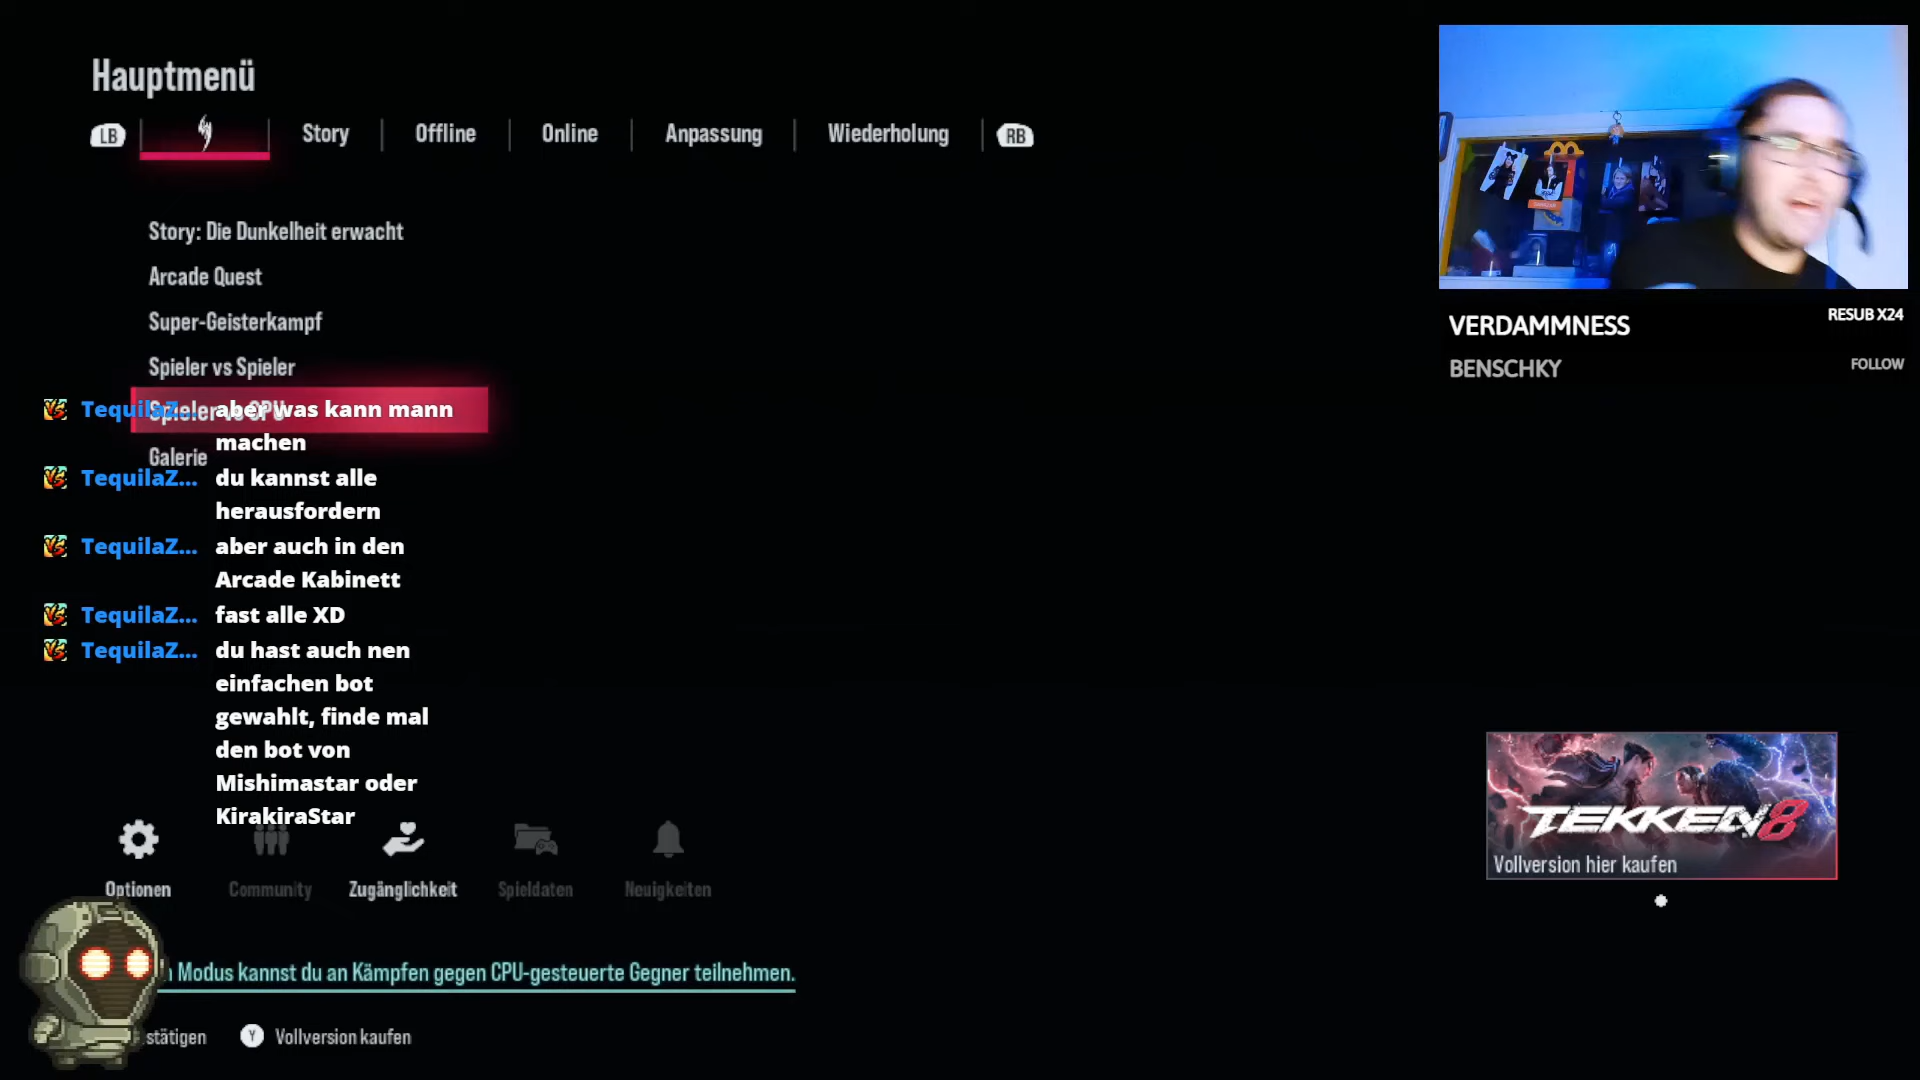 Hauptmenü
LB
Story
Offline
Online
Anpassung
Wiederholung
RB
Story: Die Dunkelheit erwacht
Arcade Quest
Super-Geisterkampf
Spieler vs Spieler
Spieler vs CPU
Galerie
TequilaZ... aber was kann mann
machen
TequilaZ... du kannst alle
herausfordern
TequilaZ... aber auch in den
Arcade Kabinett
TequilaZ... fast alle XD
TequilaZ... du hast auch nen
einfachen bot
gewahlt, finde mal
den bot von
Mishimastar oder
KirakiraStar
Optionen
Community
Zugänglichkeit
Spieldaten
Neuigkeiten
Modus kannst du an Kämpfen gegen CPU-gesteuerte Gegner teilnehmen.
stätigen
Y Vollversion kaufen
VERDAMMNESS
RESUB X24
BENSCHKY
FOLLOW
TEKKEN 8
Vollversion hier kaufen